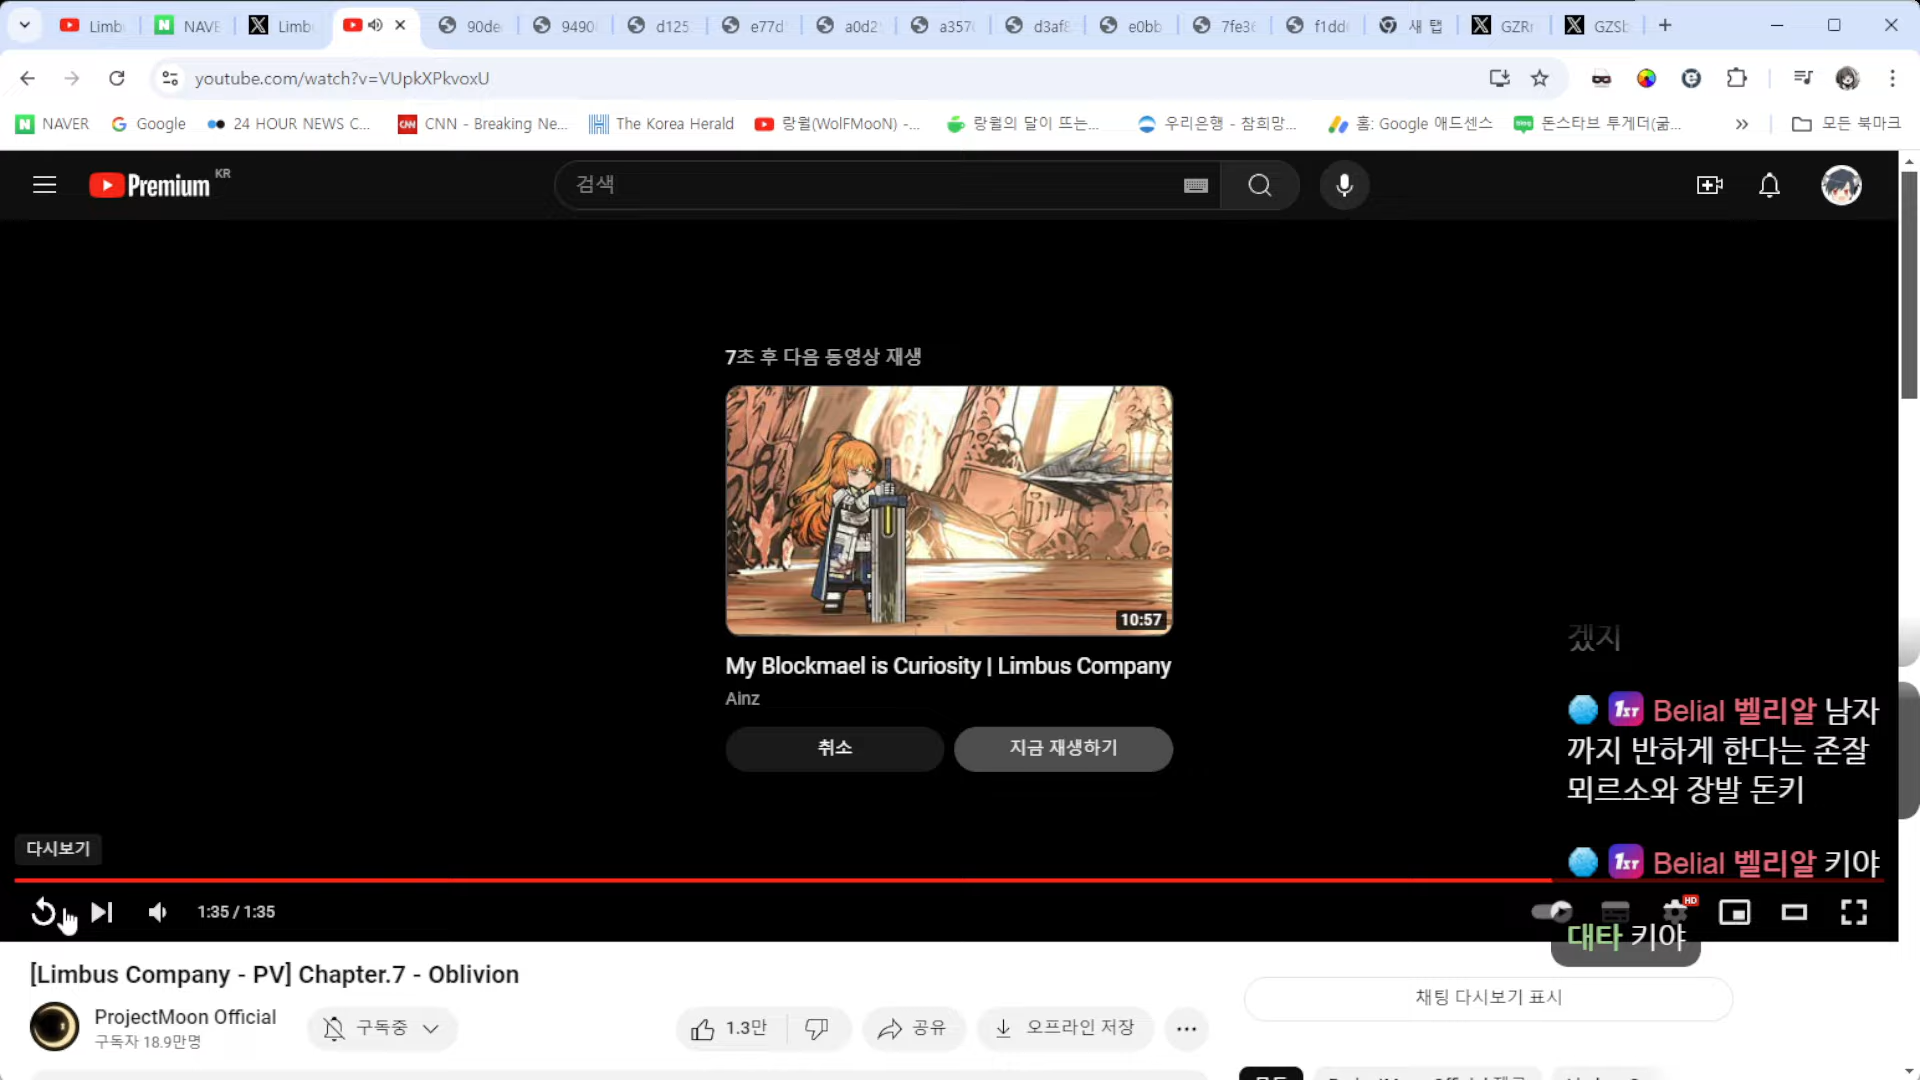 Limb NAVE Limb 90de 9490 d125 e77d a0d2 a357 d3af8 e0bb 7fe36 f1dd 새 탭 GZR GZSb
youtube.com/watch?v=VUpkXPkvoxU
NAVER Google 24 HOUR NEWS C... CNN - Breaking Ne... The Korea Herald 랑월(WolFMooN) -... 랑월의 달이 뜨는... 우리은행 - 참희망... 홈: Google 애드센스 돈스타브 투게더(굶... » 모든 북마크
Premium KR
검색
7초 후 다음 동영상 재생
10:57
My Blockmael is Curiosity | Limbus Company
Ainz
취소 지금 재생하기
겠지
1ST Belial 벨리알 남자
까지 반하게 한다는 존잘
뫼르소와 장발 돈키
1ST Belial 벨리알 키야
대타 키야
다시보기
1:35 / 1:35
HD
[Limbus Company - PV] Chapter.7 - Oblivion
ProjectMoon Official
구독자 18.9만명
구독중
1.3만 공유 오프라인 저장
채팅 다시보기 표시